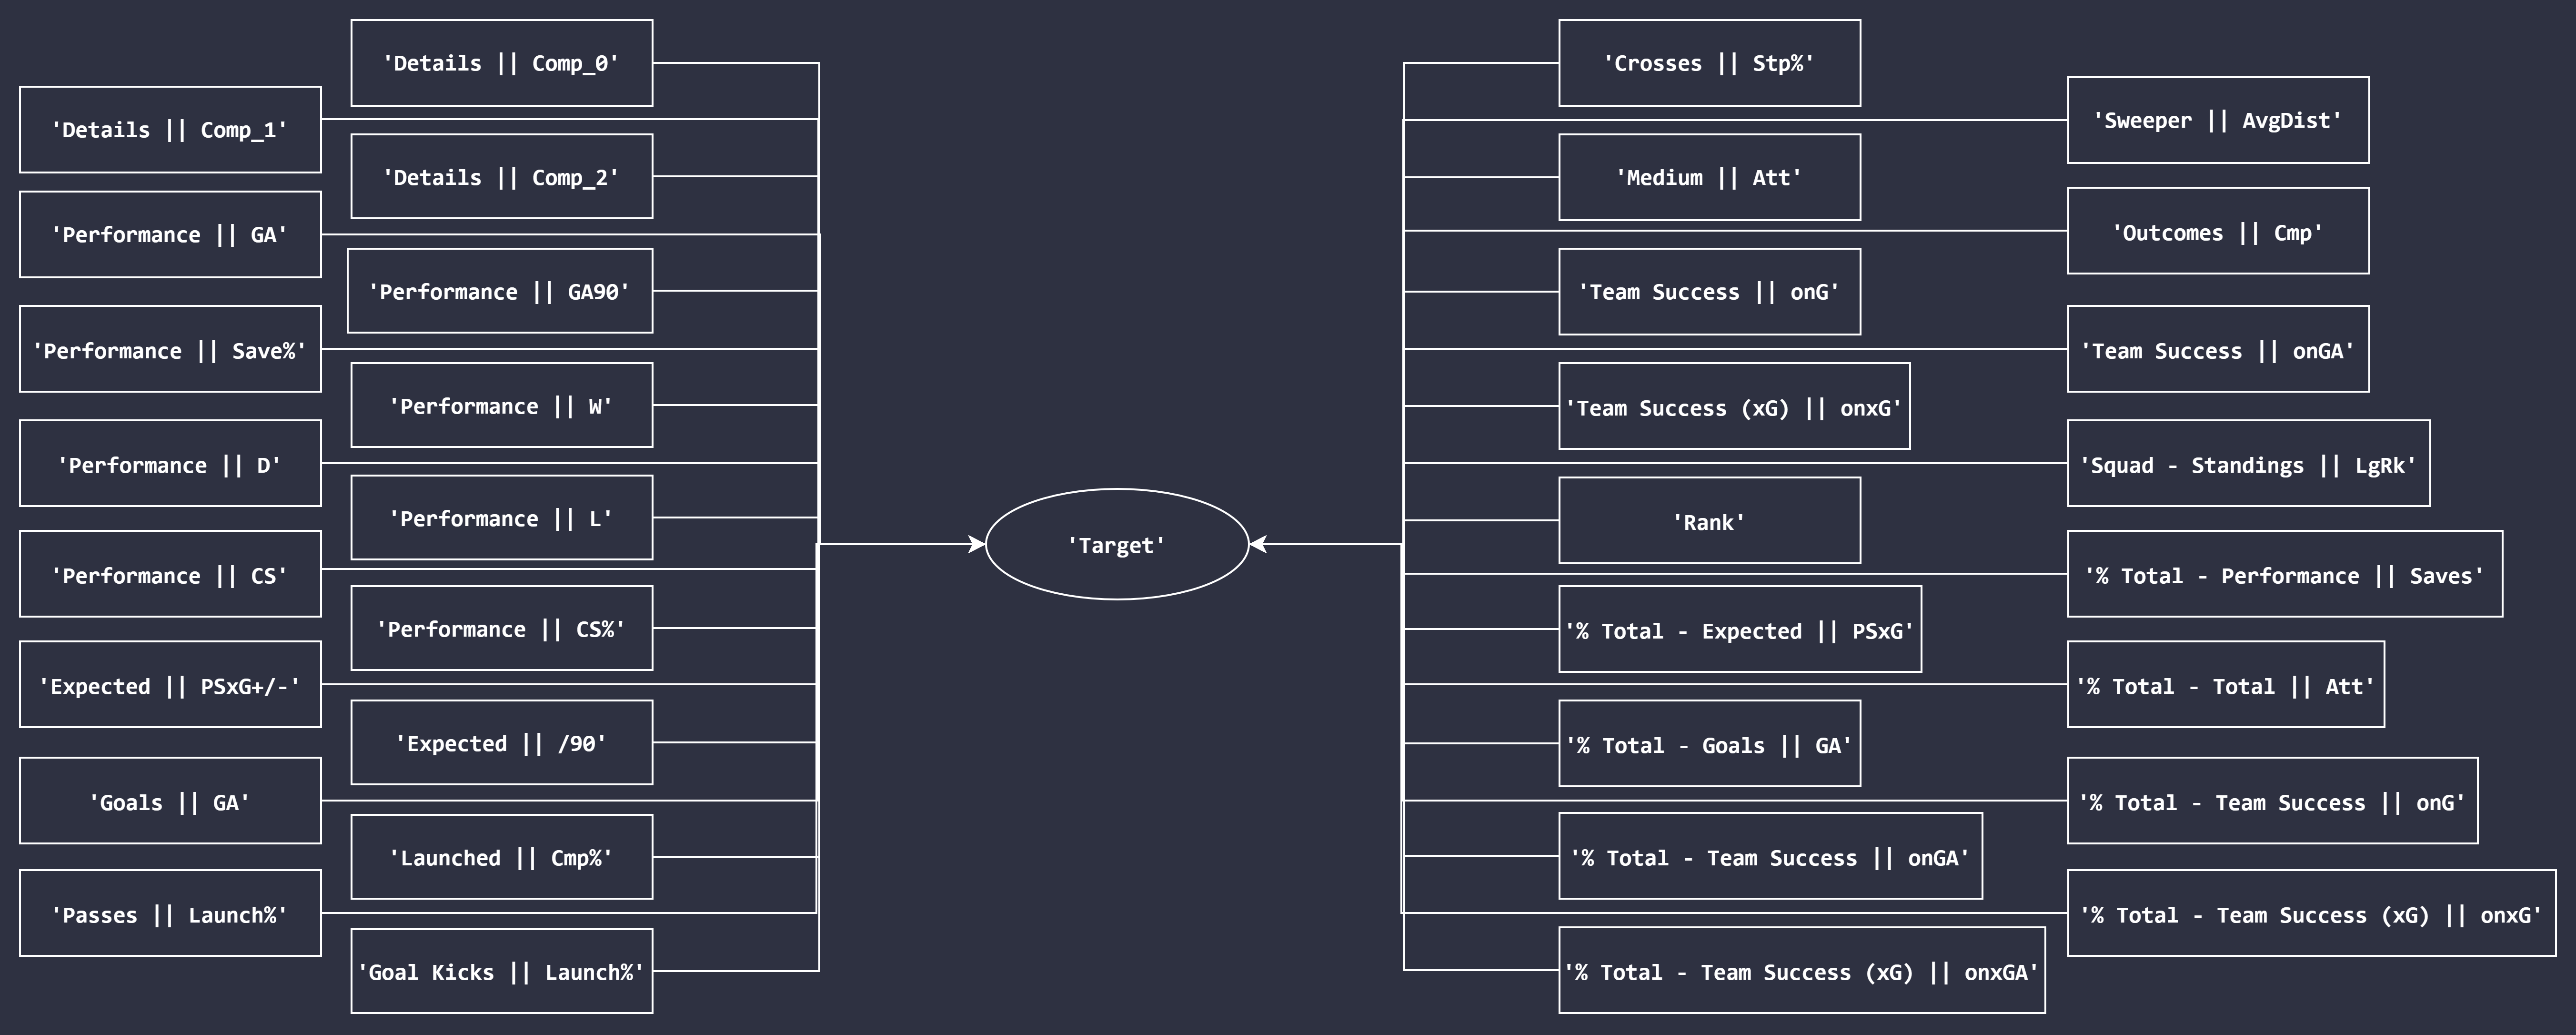 'Details || Comp_0'
'Details || Comp_1'
'Details || Comp_2'
'Performance || GA'
'Performance || GA90'
'Performance || Save%'
'Performance || W'
'Performance || D'
'Performance || L'
'Performance || CS'
'Performance || CS%'
'Expected || PSxG+/-'
'Expected || /90'
'Goals || GA'
'Launched || Cmp%'
'Passes || Launch%'
'Goal Kicks || Launch%'
'Target'
'Crosses || Stp%'
'Sweeper || AvgDist'
'Medium || Att'
'Outcomes || Cmp'
'Team Success || onG'
'Team Success || onGA'
'Team Success (xG) || onxG'
'Squad - Standings || LgRk'
'Rank'
'% Total - Performance || Saves'
'% Total - Expected || PSxG'
'% Total - Total || Att'
'% Total - Goals || GA'
'% Total - Team Success || onG'
'% Total - Team Success || onGA'
'% Total - Team Success (xG) || onxG'
'% Total - Team Success (xG) || onxGA'